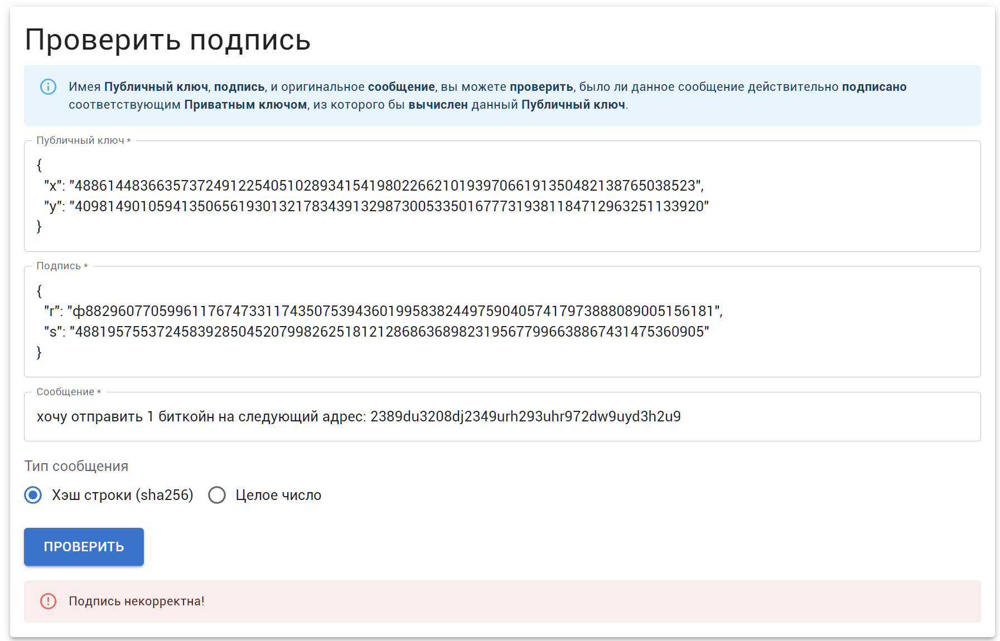 Проверить подпись
Имея Публичный ключ, подпись, и оригинальное сообщение, вы можете проверить, было ли данное сообщение действительно подписано
соответствующим Приватным ключом, из которого бы вычислен данный Публичный ключ.
Публичный ключ *
{
"x": "48861448366357372491225405102893415419802266210193970661913504821387650385​23",
"y": "40981490105941350656193013217834391329873005335016777319381184712963251133920"
}
Подпись *
{
"r": "ф88296077059961176747331174350753943601995838244975904057417973888089005156181",
"s": "48819575537245839285045207998262518121286863689823195677996638867431475360905"
}
Сообщение *
хочу отправить 1 биткойн на следующий адрес: 2389du3208dj2349urh293uhr972dw9uyd3h2u9
Тип сообщения
Хэш строки (sha256) Целое число
ПРОВЕРИТЬ
Подпись некорректна!